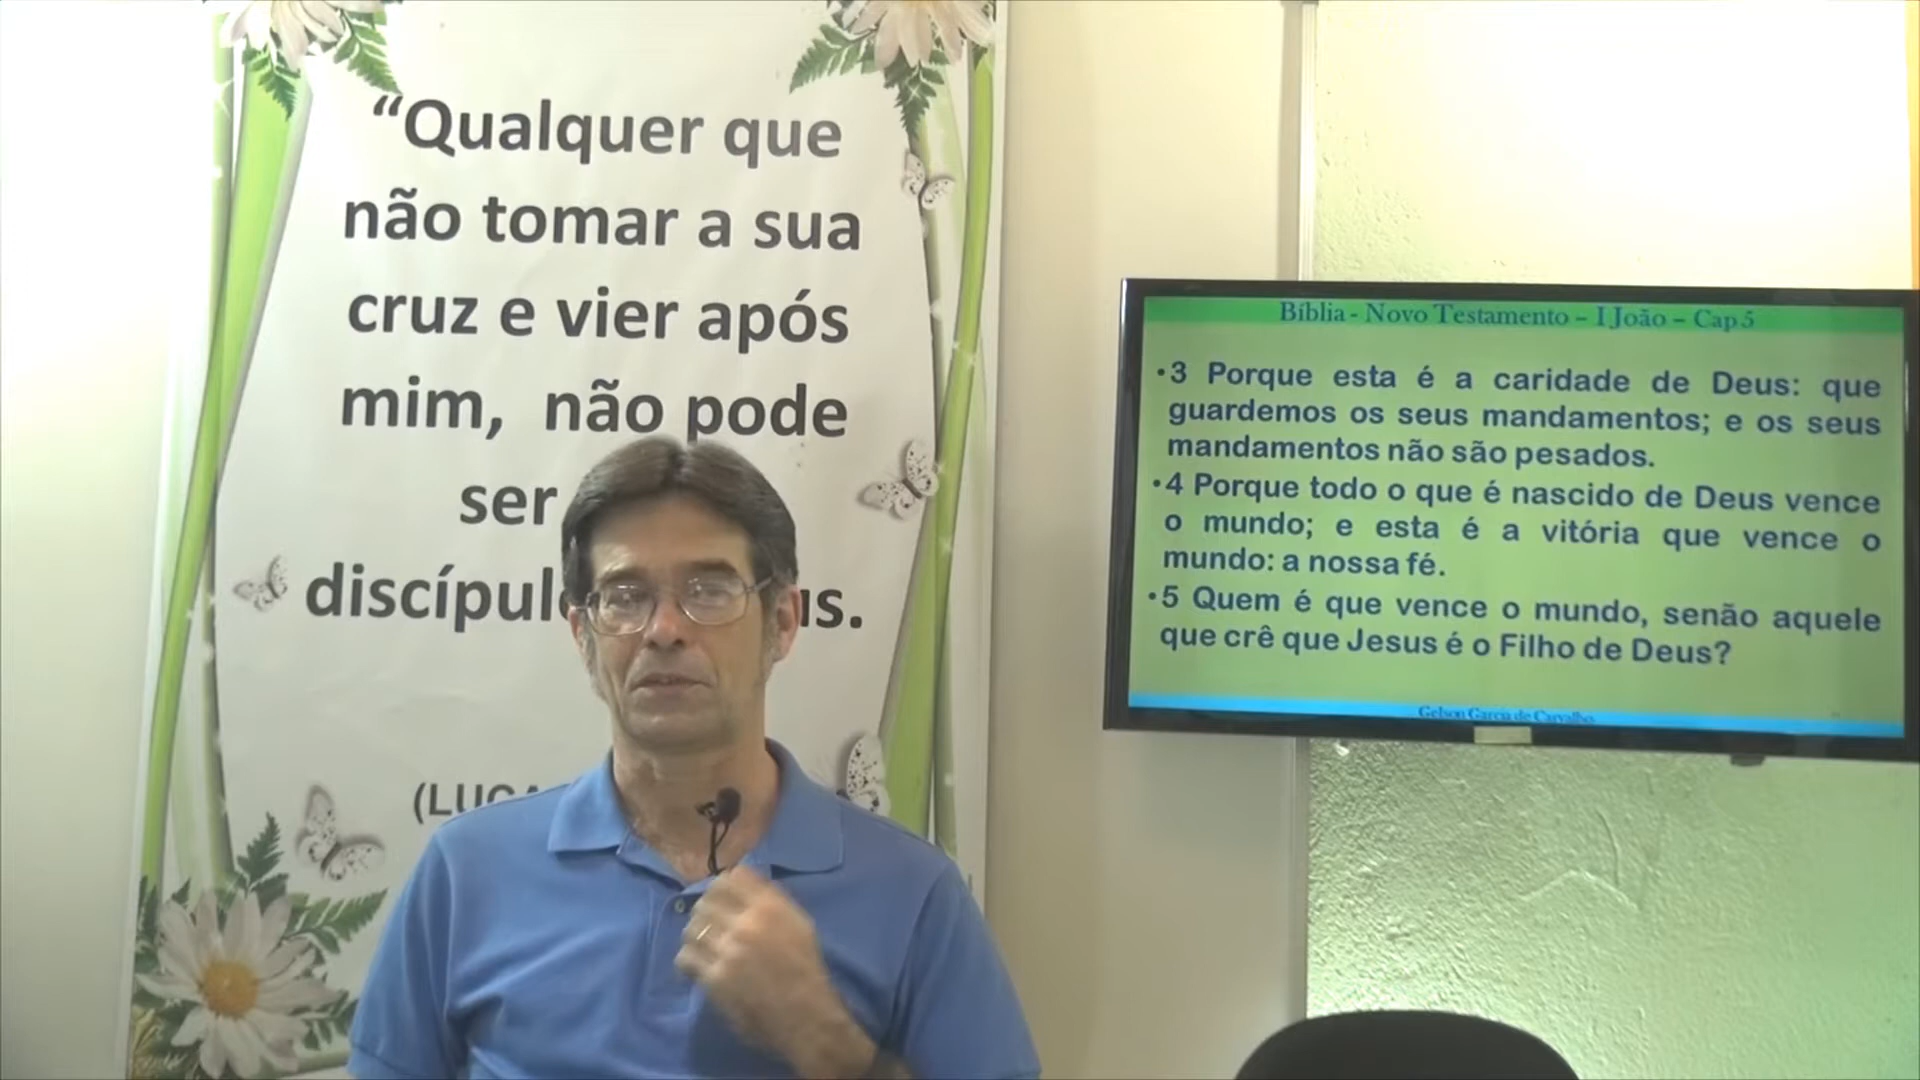 “Qualquer que
não tomar a sua
cruz e vier após
mim, não pode
ser
Bíblia - Novo Testamento – I João – Cap 5
•3 Porque esta é a caridade de Deus: que
guardemos os seus mandamentos; e os seus
mandamentos não são pesados.
•4 Porque todo o que é nascido de Deus vence
o mundo; e esta é a vitória que vence o
mundo: a nossa fé.
•5 Quem é que vence o mundo, senão aquele
que crê que Jesus é o Filho de Deus?
Gelson Garcia de Carvalho